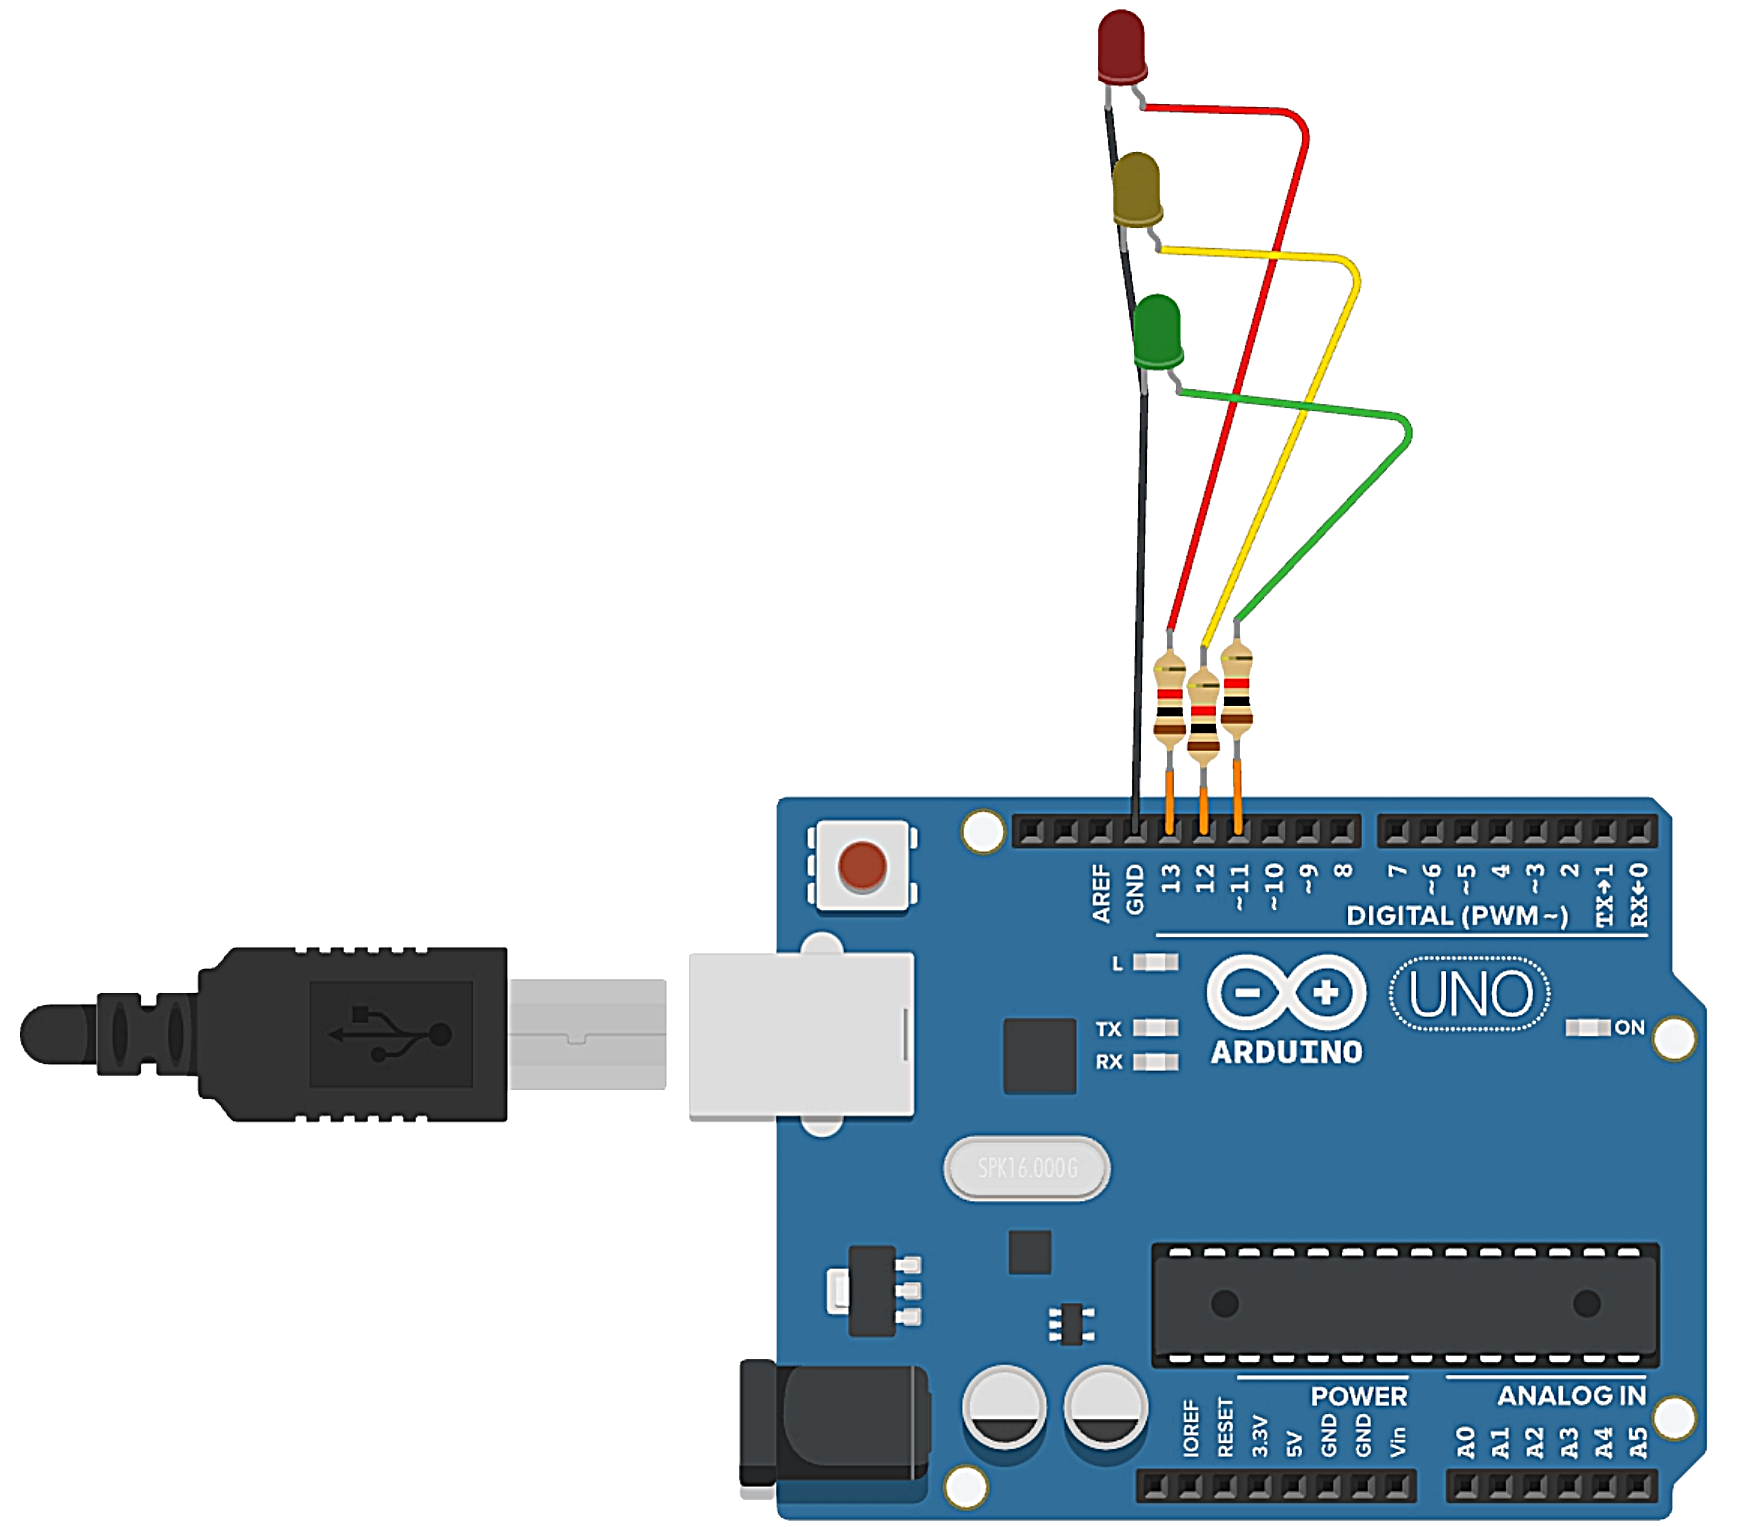 AREF
GND
13
12
~11
~10
~9
8
7
~6
~5
4
~3
2
TX→1
RX←0
DIGITAL (PWM~)
L
TX
RX
ARDUINO
UNO
ON
SPK16.000G
POWER
ANALOG IN
IOREF
RESET
3.3V
5V
GND
GND
Vin
A0
A1
A2
A3
A4
A5